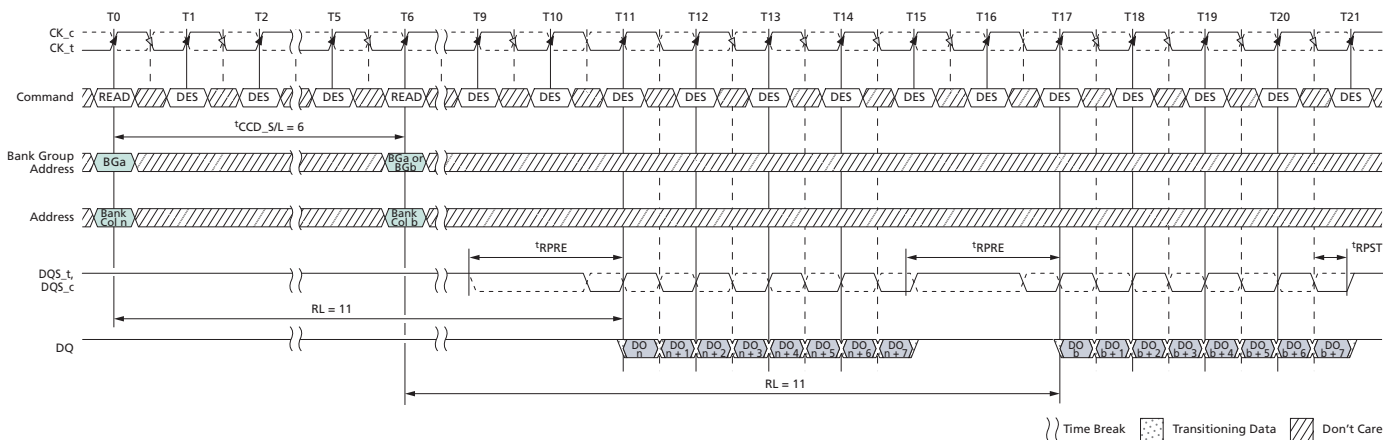 T0 T1 T2 T5 T6 T9 T10 T11 T12 T13 T14 T15 T16 T17 T18 T19 T20 T21
CK_c
CK_t
Command READ DES DES DES READ DES DES DES DES DES DES DES DES DES DES DES DES DES
tCCD_S/L = 6
Bank Group
Address
BGa
BGa or
BGb
Address
Bank
Col n
Bank
Col b
tRPRE tRPRE tRPST
DQS_t,
DQS_c
RL = 11
DQ
DO
n
DO
n + 1
DO
n + 2
DO
n + 3
DO
n + 4
DO
n + 5
DO
n + 6
DO
n + 7
DO
b
DO
b + 1
DO
b + 2
DO
b + 3
DO
b + 4
DO
b + 5
DO
b + 6
DO
b + 7
RL = 11
Time Break Transitioning Data Don't Care